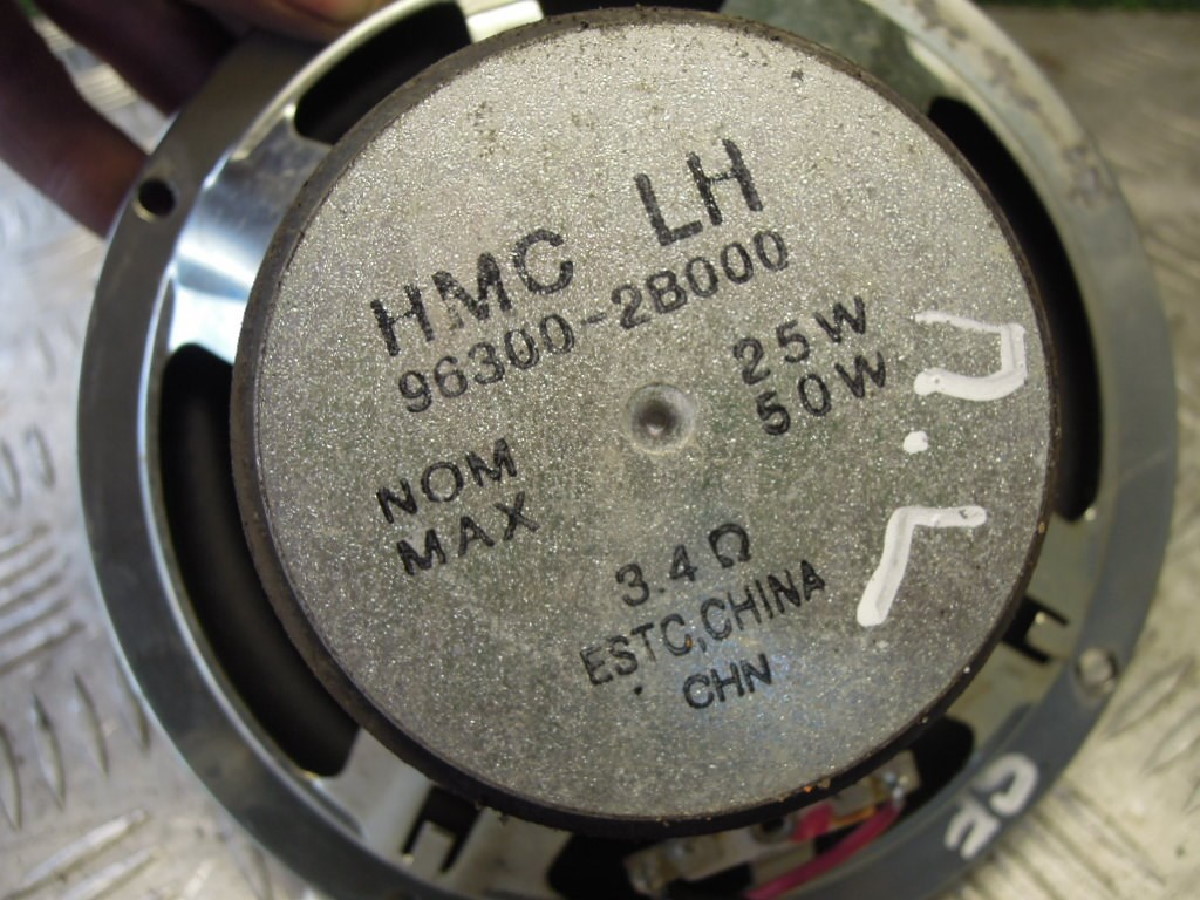 HMC LH
96300-2B000
NOM 25W
MAX 50W
3.4Ω
ESTC,CHINA
CHN